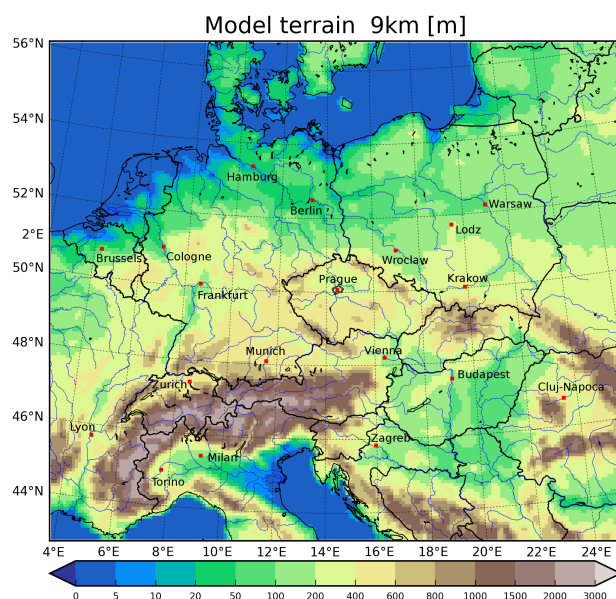 Model terrain 9km [m]
56°N
54°N
Hamburg
52°N
Berlin
Warsaw
2°E
Lodz
Brussels
Cologne
Wroclaw
50°N
Prague
Krakow
Frankfurt
48°N
Munich
Vienna
Zurich
Budapest
Cluj-Napoca
46°N
Lyon
Zagreb
Milan
Torino
44°N
4°E 6°E 8°E 10°E 12°E 14°E 16°E 18°E 20°E 22°E 24°E
0 5 10 20 50 100 200 400 600 800 1000 1500 2000 3000